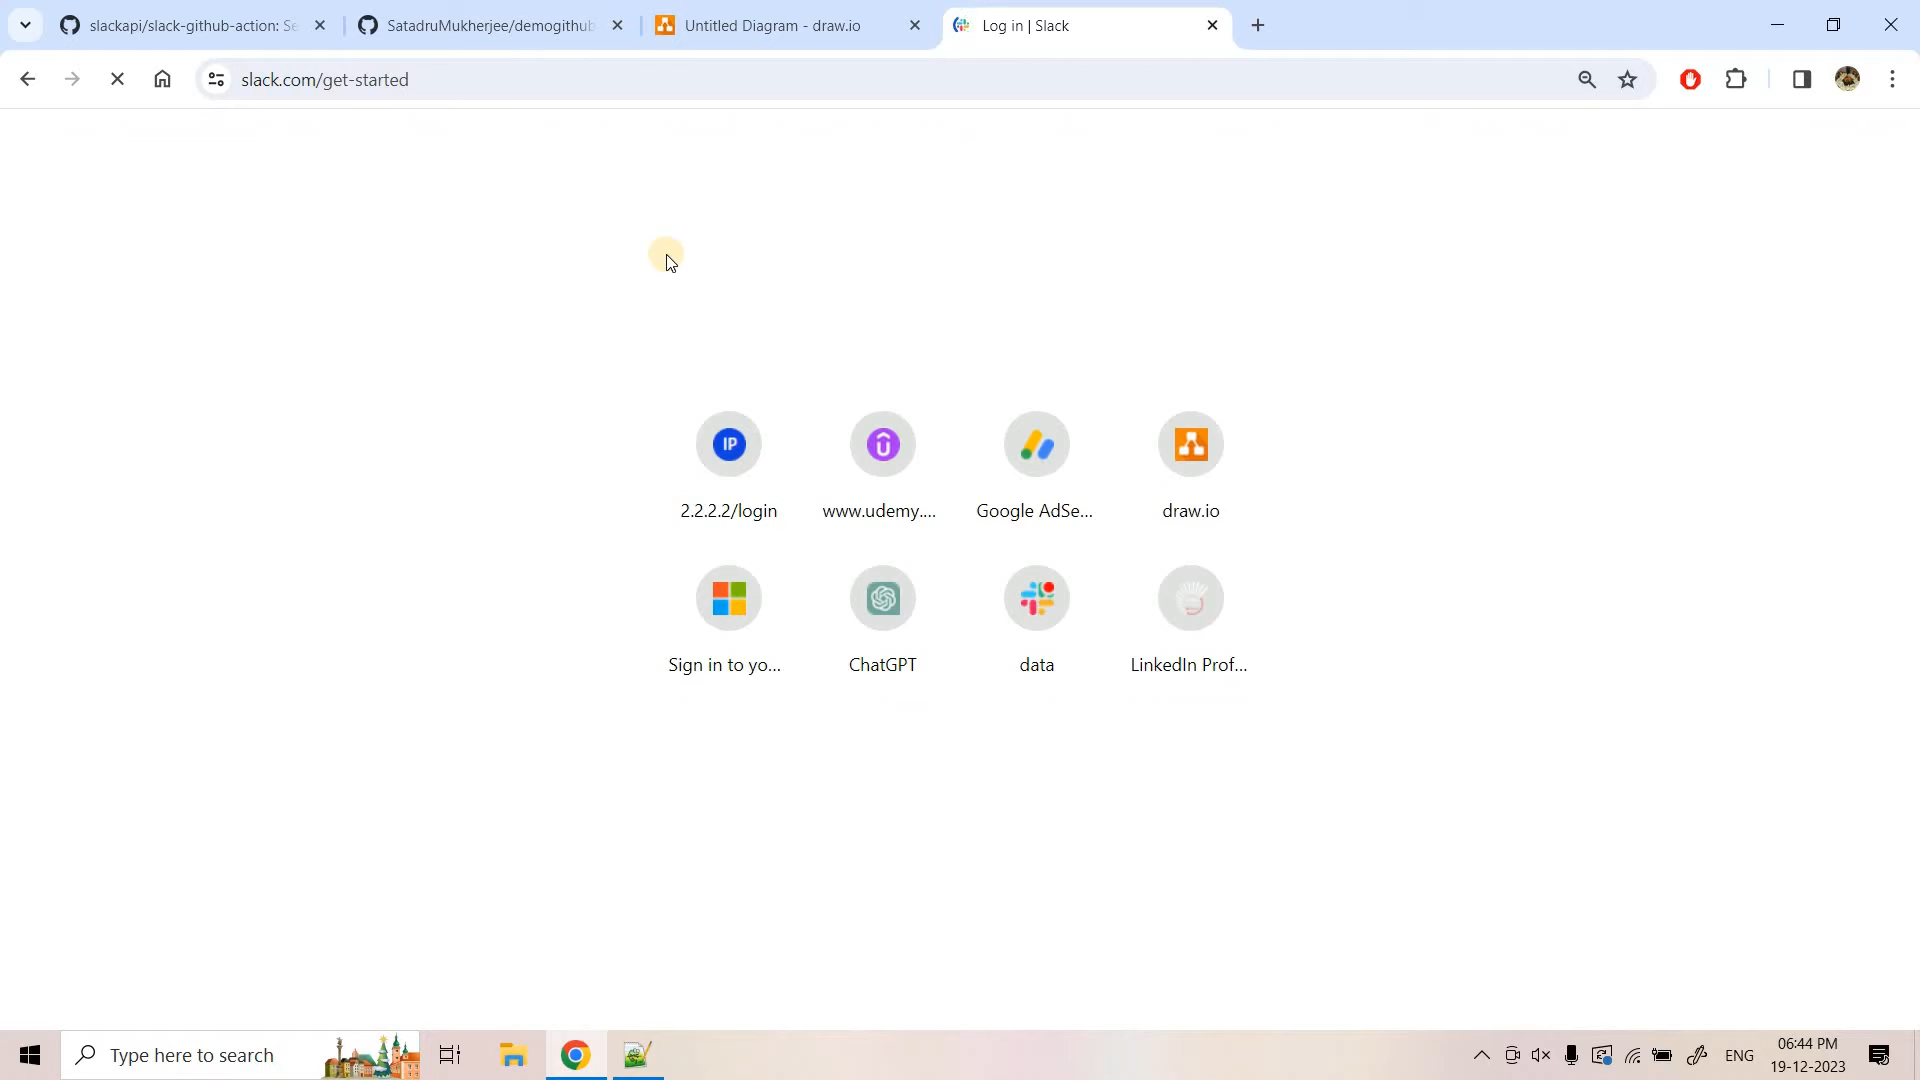 slackapi/slack-github-action: Se
SatadruMukherjee/demogithub
Untitled Diagram - draw.io
Log in | Slack
slack.com/get-started
IP
2.2.2.2/login
www.udemy....
Google AdSe...
draw.io
Sign in to yo...
ChatGPT
data
LinkedIn Prof...
Type here to search
ENG
06:44 PM
19-12-2023